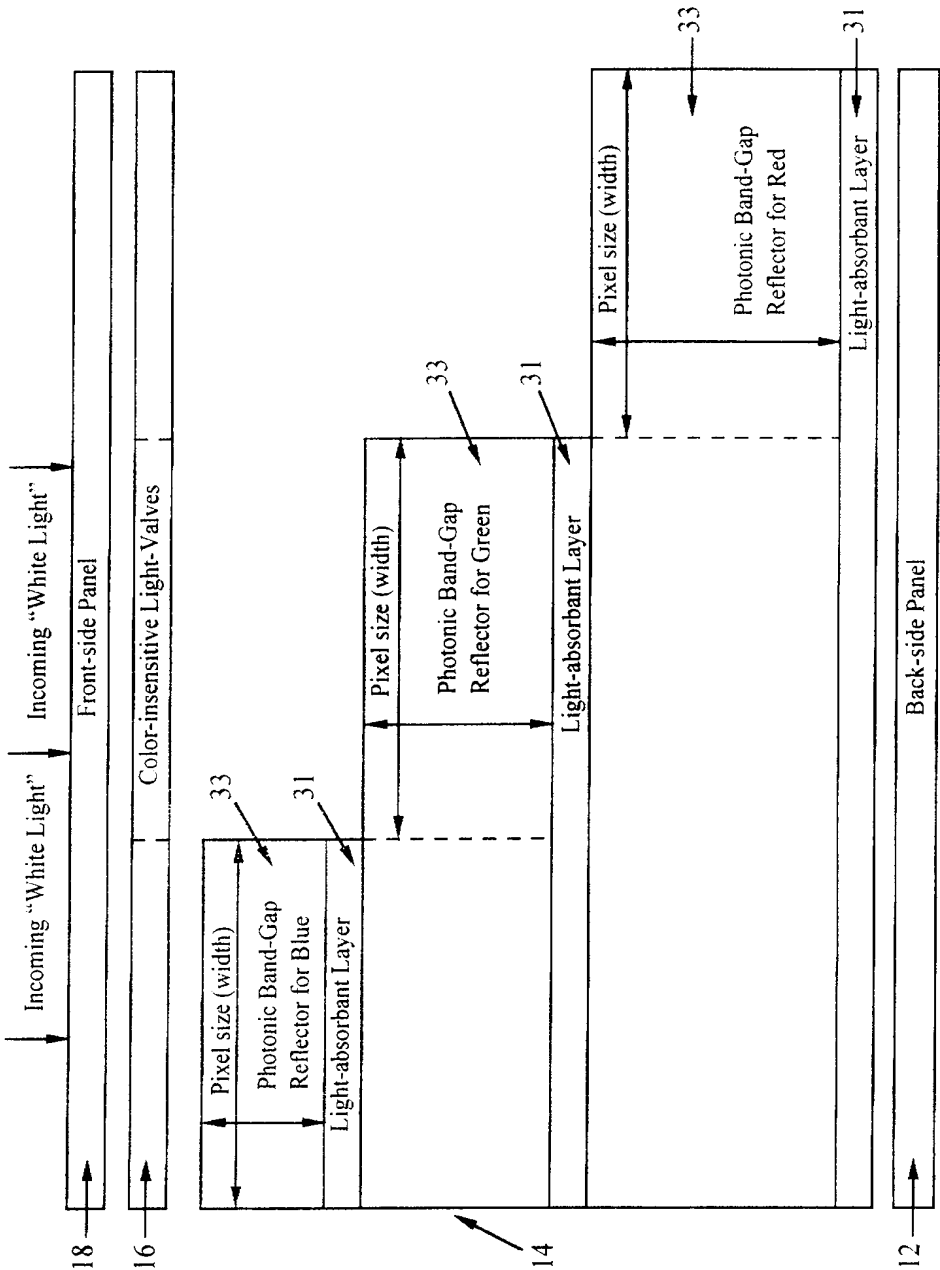 Incoming “White Light”
Incoming “White Light”
18
Front-side Panel
16
Color-insensitive Light-Valves
Pixel size (width)
Photonic Band-Gap
Reflector for Blue
33
Light-absorbant Layer
31
14
Pixel size (width)
Photonic Band-Gap
Reflector for Green
33
Light-absorbant Layer
31
Pixel size (width)
Photonic Band-Gap
Reflector for Red
33
Light-absorbant Layer
31
12
Back-side Panel